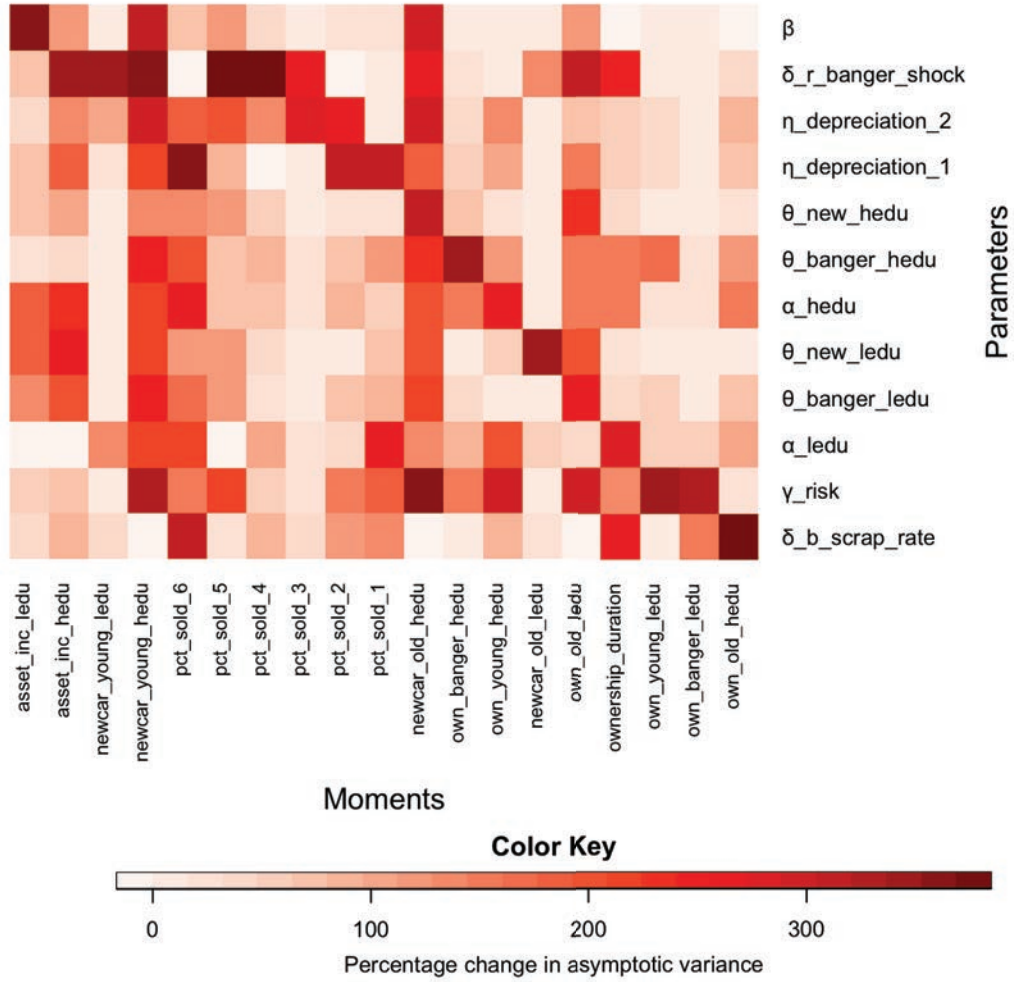 β
δ_r_banger_shock
η_depreciation_2
η_depreciation_1
θ_new_hedu
θ_banger_hedu
α_hedu
θ_new_ledu
θ_banger_ledu
α_ledu
γ_risk
δ_b_scrap_rate
Parameters
asset_inc_ledu
asset_inc_hedu
newcar_young_ledu
newcar_young_hedu
pct_sold_6
pct_sold_5
pct_sold_4
pct_sold_3
pct_sold_2
pct_sold_1
newcar_old_hedu
own_banger_hedu
own_young_hedu
newcar_old_ledu
own_old_ledu
ownership_duration
own_young_ledu
own_banger_ledu
own_old_hedu
Moments
Color Key
0 100 200 300
Percentage change in asymptotic variance